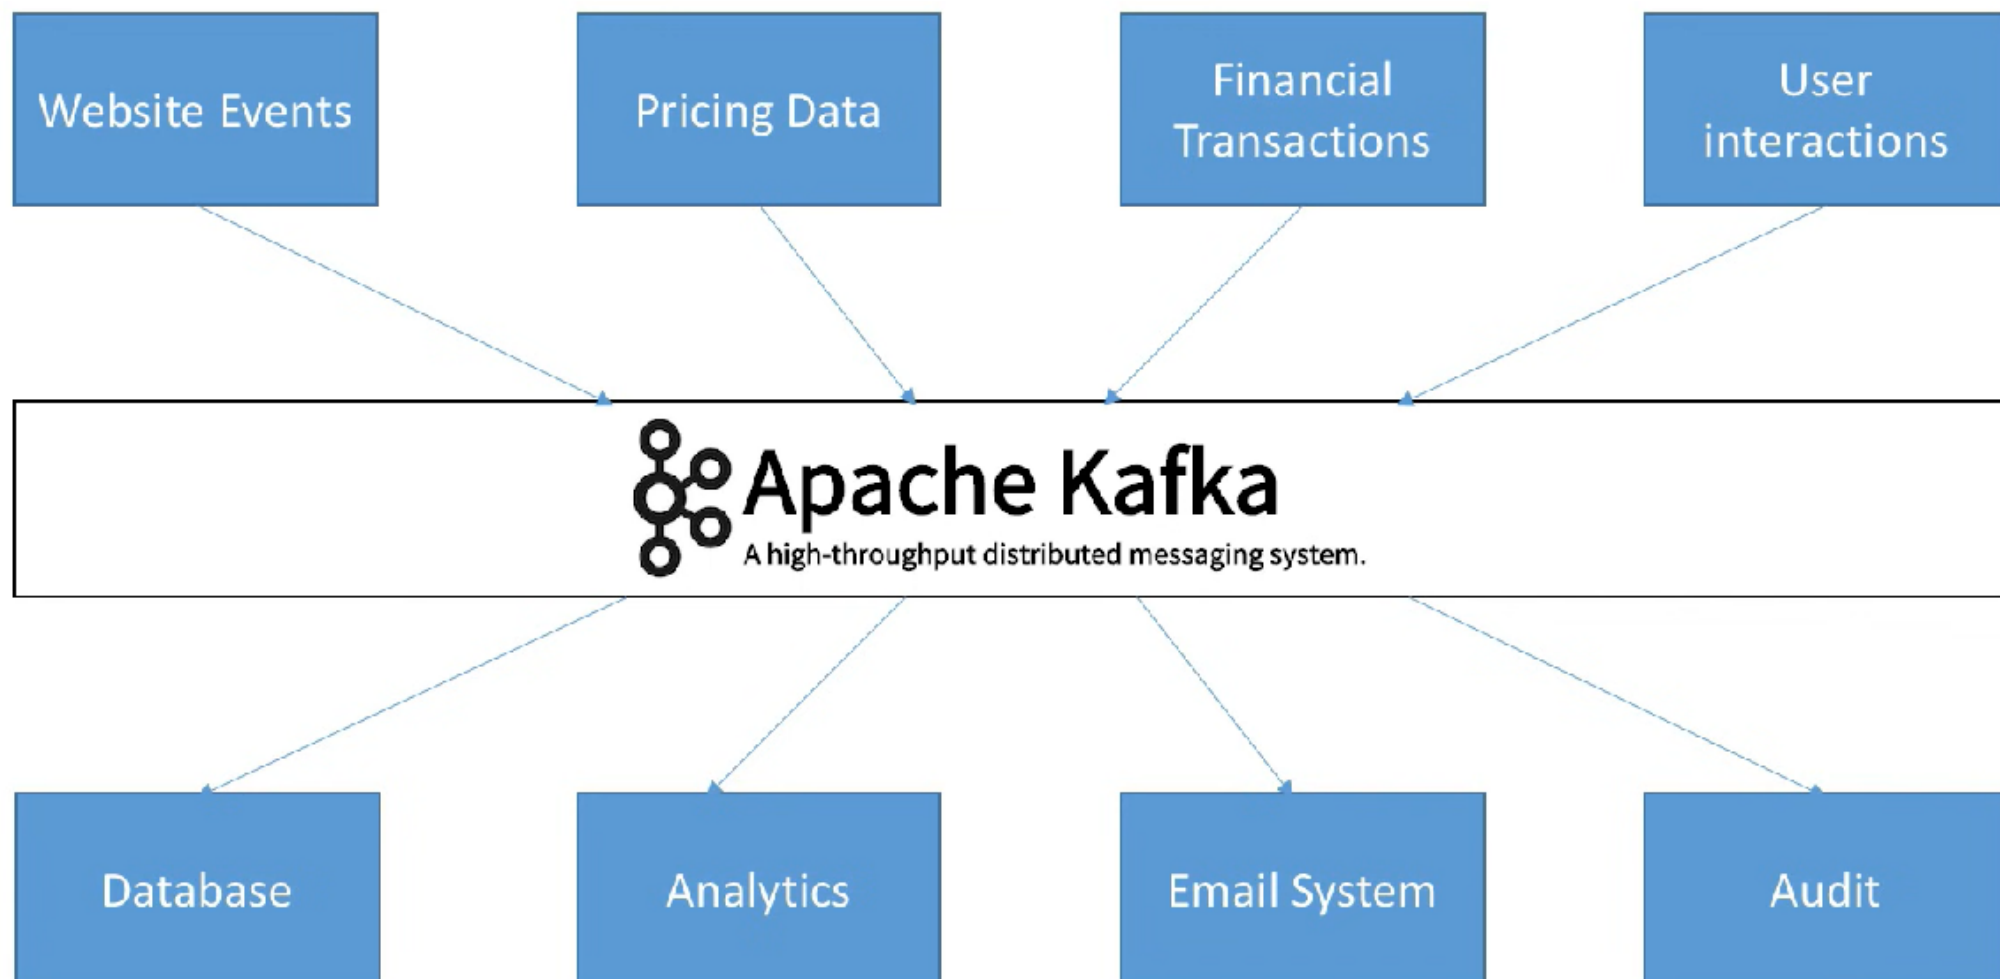 Website Events
Pricing Data
Financial
Transactions
User
interactions
Apache Kafka
A high-throughput distributed messaging system.
Database
Analytics
Email System
Audit